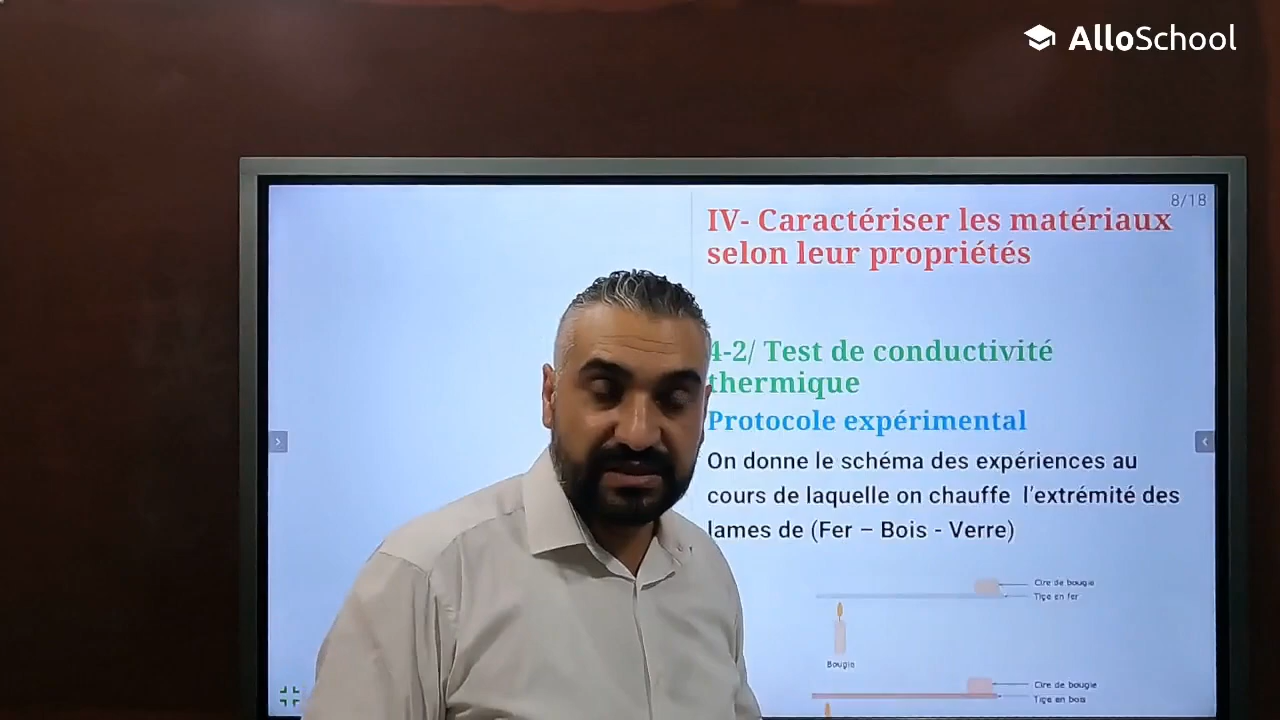 AlloSchool
8/18
IV- Caractériser les matériaux
selon leur propriétés
4-2/ Test de conductivité
thermique
Protocole expérimental
On donne le schéma des expériences au
cours de laquelle on chauffe l'extrémité des
lames de (Fer – Bois - Verre)
Cire de bougie
Tige en fer
Bougie
Cire de bougie
Tige en bois